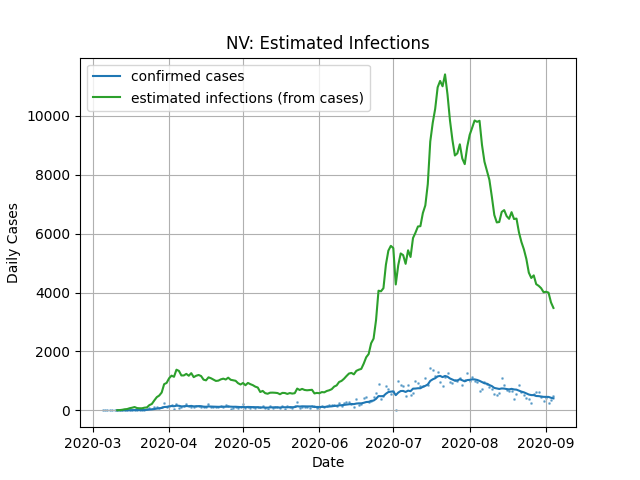 NV: Estimated Infections
confirmed cases
estimated infections (from cases)
Daily Cases
10000
8000
6000
4000
2000
0
2020-03 2020-04 2020-05 2020-06 2020-07 2020-08 2020-09
Date